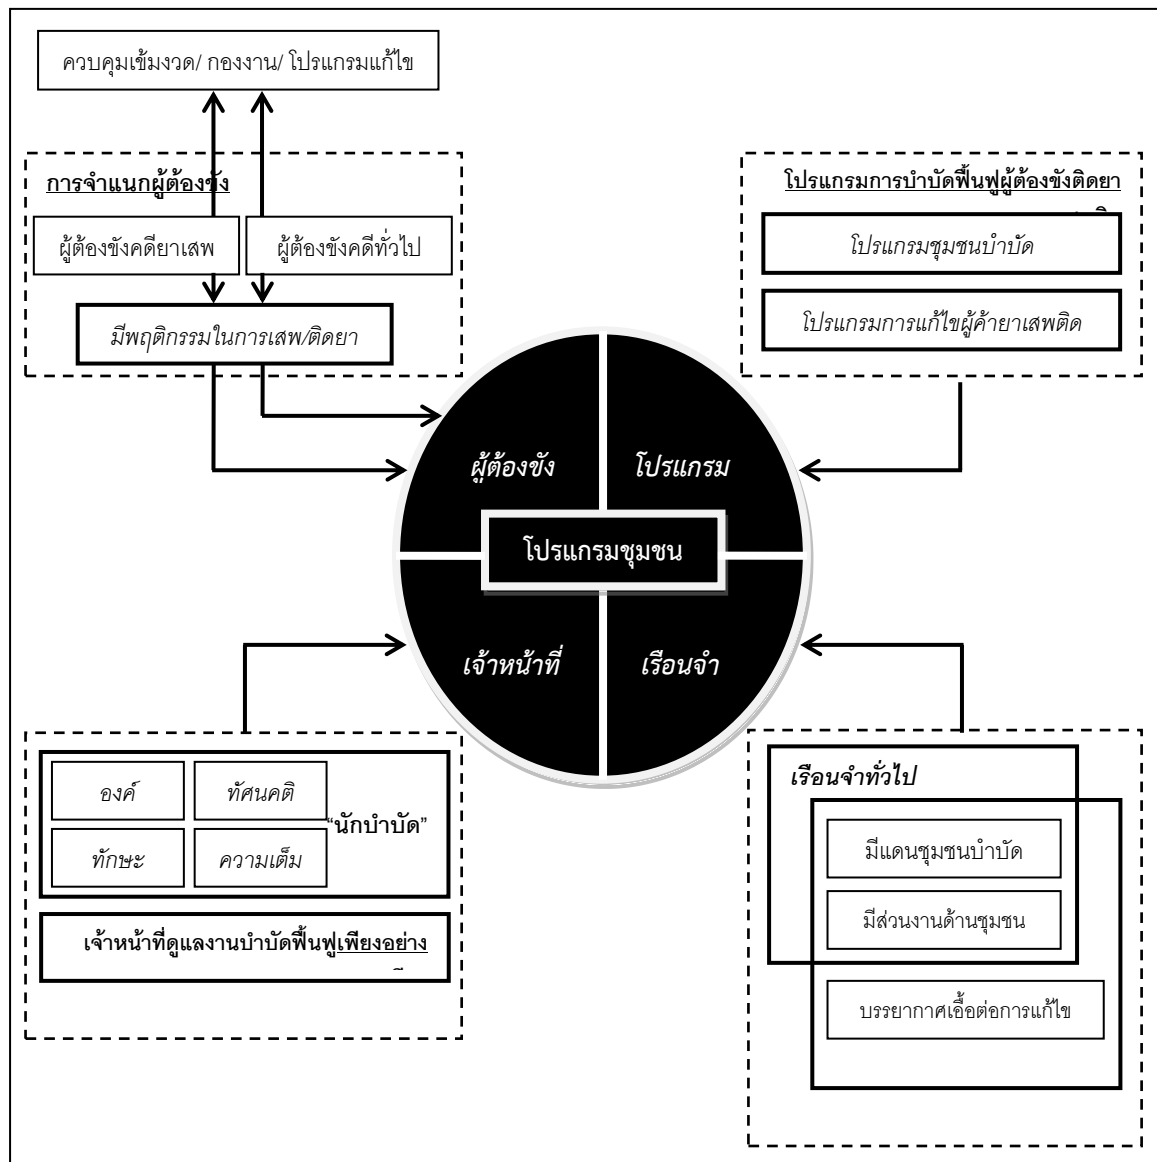 ควบคุมเข้มงวด/ กองงาน/ โปรแกรมแก้ไข
การจำแนกผู้ต้องขัง
ผู้ต้องขังคดียาเสพ
ผู้ต้องขังคดีทั่วไป
มีพฤติกรรมในการเสพ/ติดยา
โปรแกรมการบำบัดฟื้นฟูผู้ต้องขังติดยา
โปรแกรมชุมชนบำบัด
โปรแกรมการแก้ไขผู้ค้ายาเสพติด
ผู้ต้องขัง
โปรแกรม
โปรแกรมชุมชน
เจ้าหน้าที่
เรือนจำ
องค์
ทัศนคติ
ทักษะ
ความเต็ม
“นักบำบัด”
เจ้าหน้าที่ดูแลงานบำบัดฟื้นฟูเพียงอย่าง
เรือนจำทั่วไป
มีแดนชุมชนบำบัด
มีส่วนงานด้านชุมชน
บรรยากาศเอื้อต่อการแก้ไข